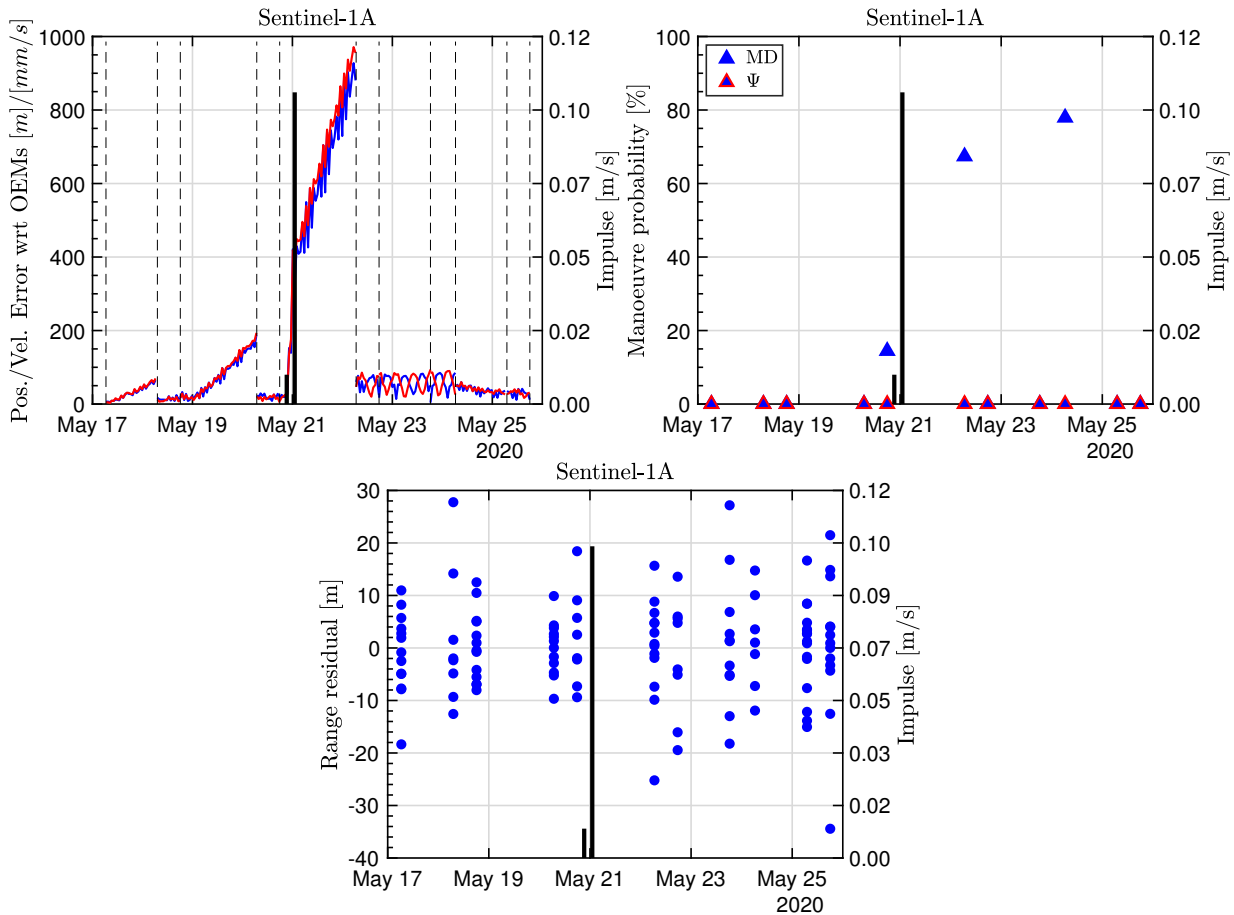 Sentinel-1A
Pos./Vel. Error wrt OEMs [m]/[mm/s]
1000
800
600
400
200
0
0.12
0.10
0.07
0.05
0.02
0.00
Impulse [m/s]
May 17
May 19
May 21
May 23
May 25
2020
Sentinel-1A
Manoeuvre probability [%]
100
80
60
40
20
0
MD
Ψ
0.12
0.10
0.07
0.05
0.02
0.00
Impulse [m/s]
May 17
May 19
May 21
May 23
May 25
2020
Sentinel-1A
Range residual [m]
30
20
10
0
-10
-20
-30
-40
0.12
0.10
0.09
0.07
0.05
0.03
0.02
0.00
Impulse [m/s]
May 17
May 19
May 21
May 23
May 25
2020